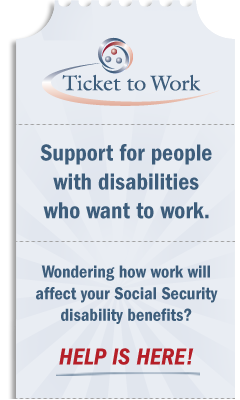 Ticket to Work
Support for people
with disabilities
who want to work.
Wondering how work will
affect your Social Security
disability benefits?
HELP IS HERE!